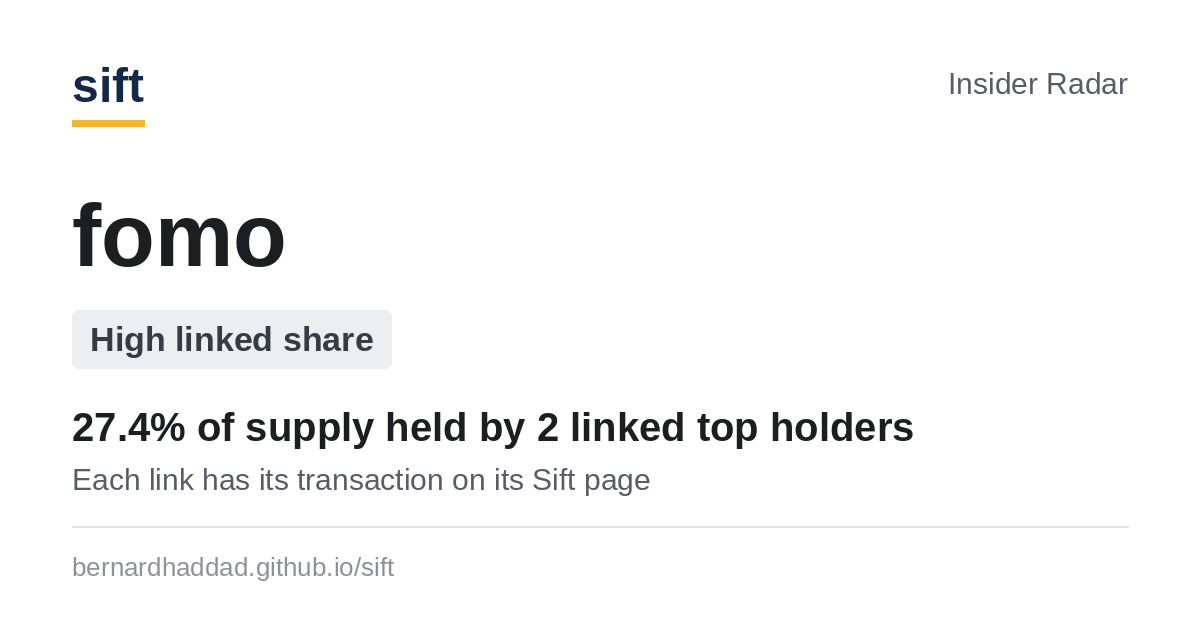 sift
Insider Radar
fomo
High linked share
27.4% of supply held by 2 linked top holders
Each link has its transaction on its Sift page
bernardhaddad.github.io/sift